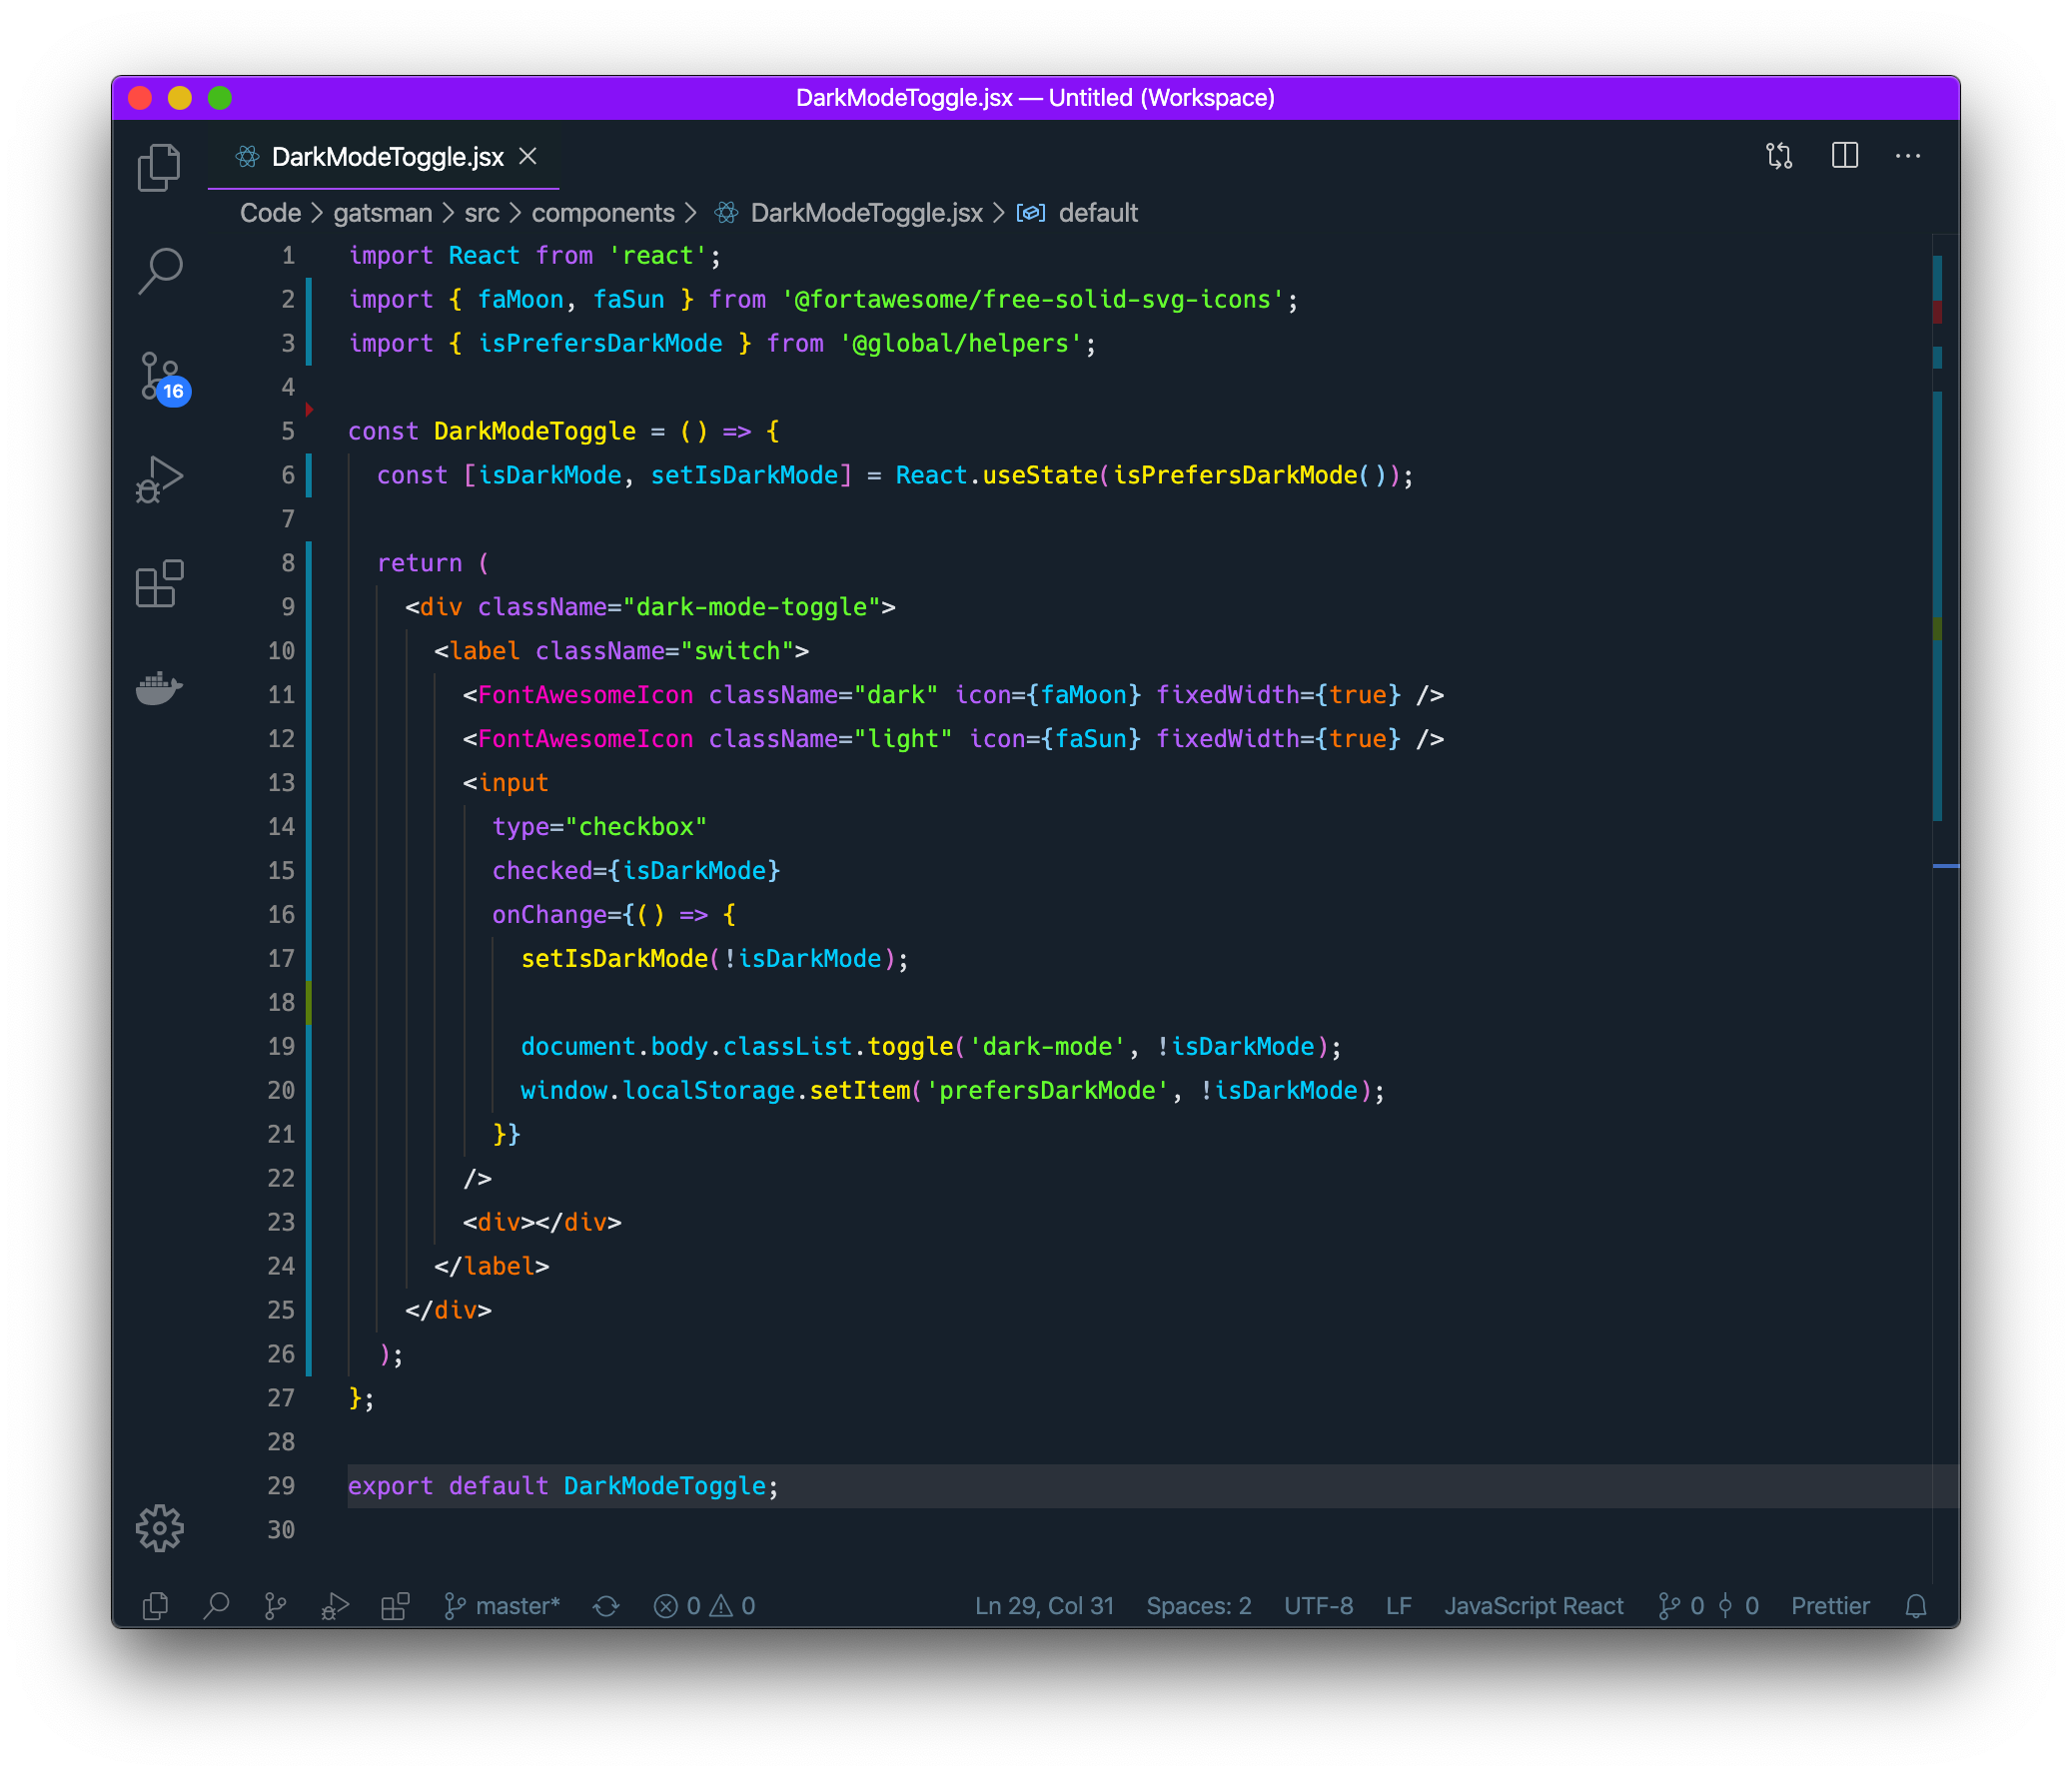 DarkModeToggle.jsx — Untitled (Workspace)
DarkModeToggle.jsx
Code > gatsman > src > components > DarkModeToggle.jsx > default
1 import React from 'react';
2 import { faMoon, faSun } from '@fortawesome/free-solid-svg-icons';
3 import { isPrefersDarkMode } from '@global/helpers';
4
5 const DarkModeToggle = () => {
6   const [isDarkMode, setIsDarkMode] = React.useState(isPrefersDarkMode());
7
8   return (
9     <div className="dark-mode-toggle">
10       <label className="switch">
11         <FontAwesomeIcon className="dark" icon={faMoon} fixedWidth={true} />
12         <FontAwesomeIcon className="light" icon={faSun} fixedWidth={true} />
13         <input
14           type="checkbox"
15           checked={isDarkMode}
16           onChange={() => {
17             setIsDarkMode(!isDarkMode);
18
19             document.body.classList.toggle('dark-mode', !isDarkMode);
20             window.localStorage.setItem('prefersDarkMode', !isDarkMode);
21           }}
22         />
23         <div></div>
24       </label>
25     </div>
26   );
27 };
28
29 export default DarkModeToggle;
30
16
master* 0 0 Ln 29, Col 31 Spaces: 2 UTF-8 LF JavaScript React 0 0 Prettier